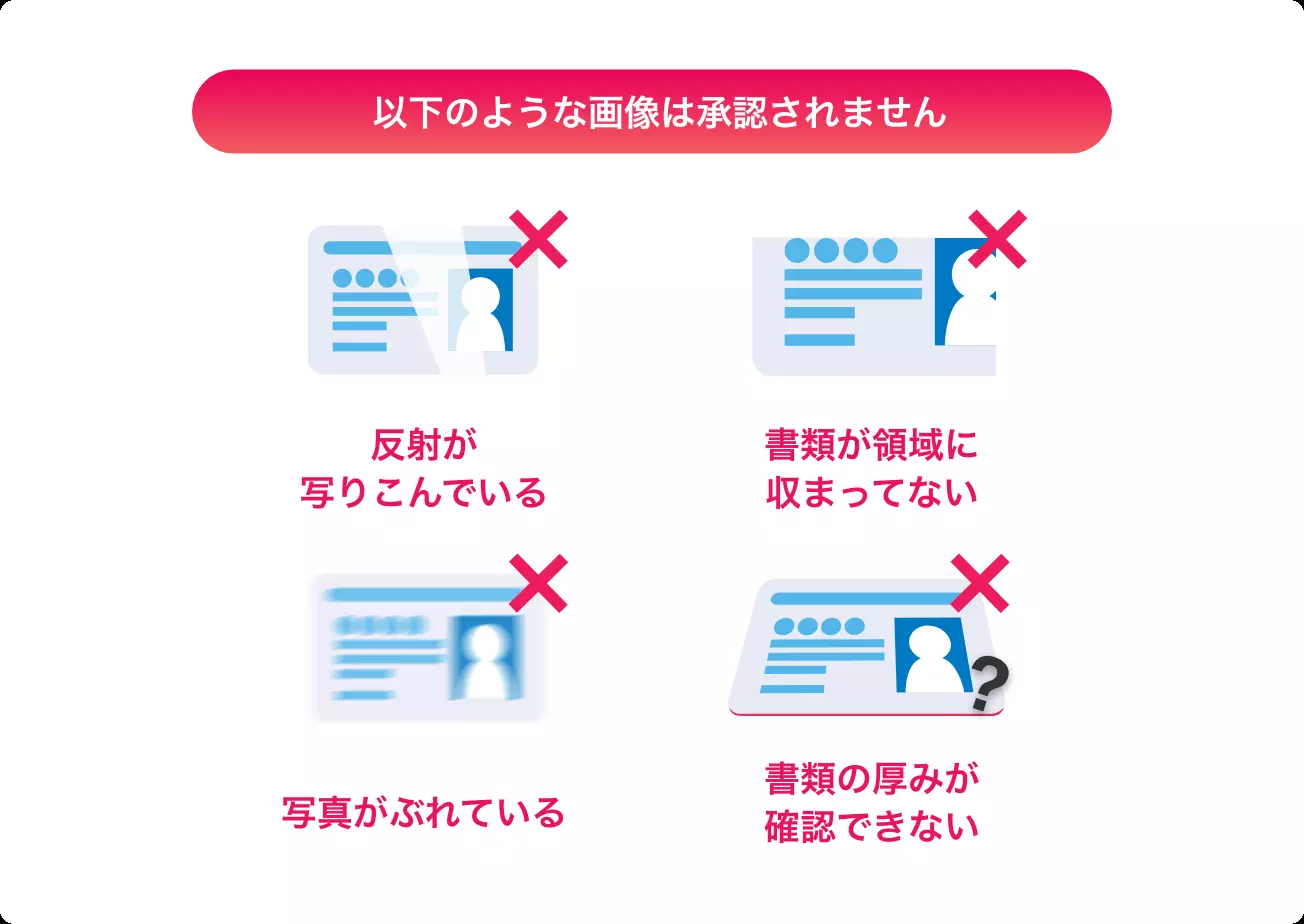 以下のような画像は承認されません
反射が
写りこんでいる
書類が領域に
収まってない
写真がぶれている
?
書類の厚みが
確認できない